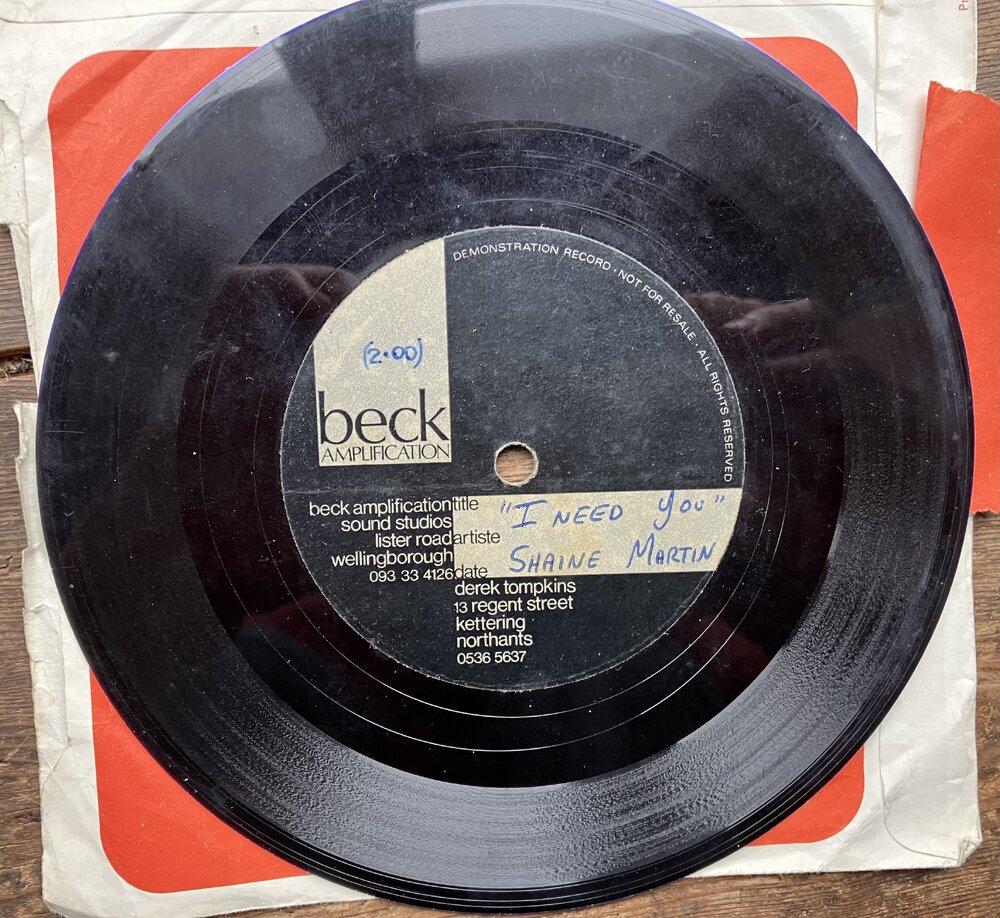 DEMONSTRATION RECORD · NOT FOR RESALE · ALL RIGHTS RESERVED
(2.00)
beck
AMPLIFICATION
beck amplification
sound studios
lister road
wellingborough
093 33 4126
title "I NEED YOU"
artiste SHAINE MARTIN
date
derek tompkins
13 regent street
kettering
northants
0536 5637